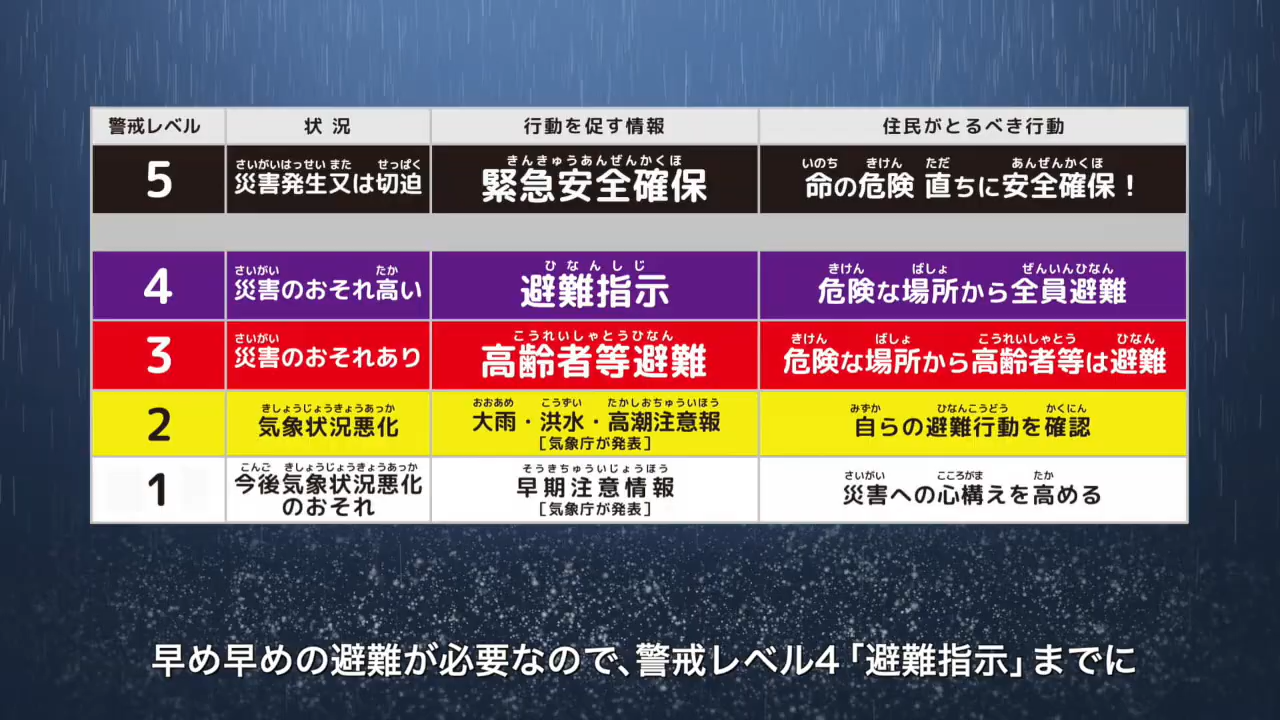 警戒レベル 状況 行動を促す情報 住民がとるべき行動
さいがいはっせい また せっぱく きんきゅうあんぜんかくほ いのち きけん ただ あんぜんかくほ
5 災害発生又は切迫 緊急安全確保 命の危険 直ちに安全確保!
さいがい たか ひなんしじ きけん ばしょ ぜんいんひなん
4 災害のおそれ高い 避難指示 危険な場所から全員避難
さいがい こうれいしゃとうひなん きけん ばしょ こうれいしゃとう ひなん
3 災害のおそれあり 高齢者等避難 危険な場所から高齢者等は避難
きしょうじょうきょうあっか おおあめ こうずい たかしおちゅういほう みずか ひなんこうどう かくにん
2 気象状況悪化 大雨・洪水・高潮注意報 自らの避難行動を確認
[気象庁が発表]
こんご きしょうじょうきょうあっか そうきちゅういじょうほう さいがい こころがま たか
1 今後気象状況悪化 早期注意情報 災害への心構えを高める
のおそれ [気象庁が発表]
早め早めの避難が必要なので、警戒レベル4「避難指示」までに